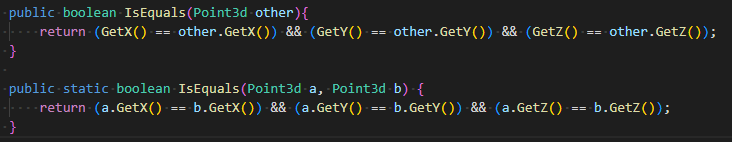 public boolean IsEquals(Point3d other){
    return (GetX() == other.GetX()) && (GetY() == other.GetY()) && (GetZ() == other.GetZ());
}

public static boolean IsEquals(Point3d a, Point3d b) {
    return (a.GetX() == b.GetX()) && (a.GetY() == b.GetY()) && (a.GetZ() == b.GetZ());
}